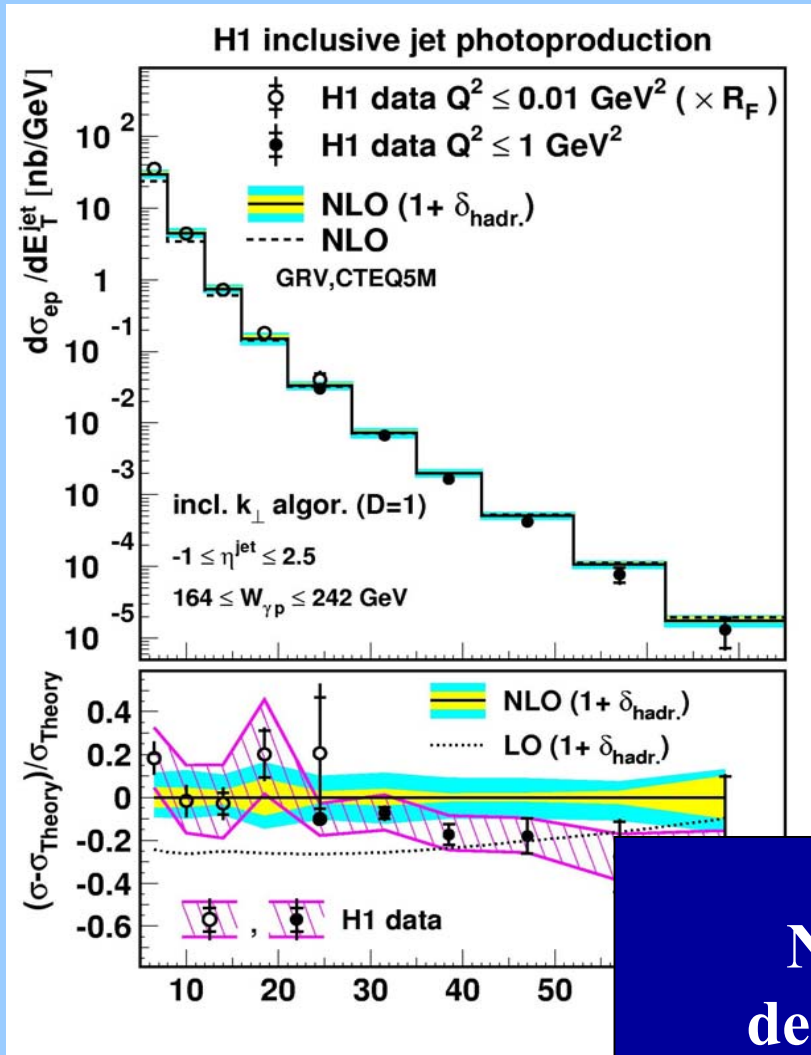 H1 inclusive jet photoproduction
H1 data Q² ≤ 0.01 GeV² ( × R_F )
H1 data Q² ≤ 1 GeV²
NLO (1+ δ_hadr.)
NLO
GRV,CTEQ5M
dσ_ep /dE_T^jet [nb/GeV]
10²
10
1
10⁻¹
10⁻²
10⁻³
10⁻⁴
10⁻⁵
incl. k_⊥ algor. (D=1)
-1 ≤ η^jet ≤ 2.5
164 ≤ W_γp ≤ 242 GeV
(σ-σ_Theory)/σ_Theory
0.4
0.2
0
-0.2
-0.4
-0.6
NLO (1+ δ_hadr.)
LO (1+ δ_hadr.)
, H1 data
10 20 30 40 50
N
de